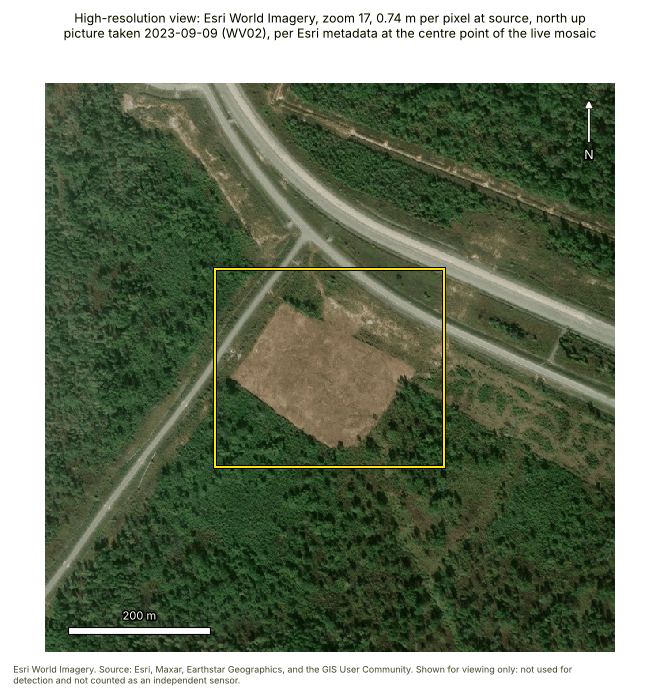 High-resolution view: Esri World Imagery, zoom 17, 0.74 m per pixel at source, north up
picture taken 2023-09-09 (WV02), per Esri metadata at the centre point of the live mosaic
N
200 m
Esri World Imagery. Source: Esri, Maxar, Earthstar Geographics, and the GIS User Community. Shown for viewing only: not used for
detection and not counted as an independent sensor.